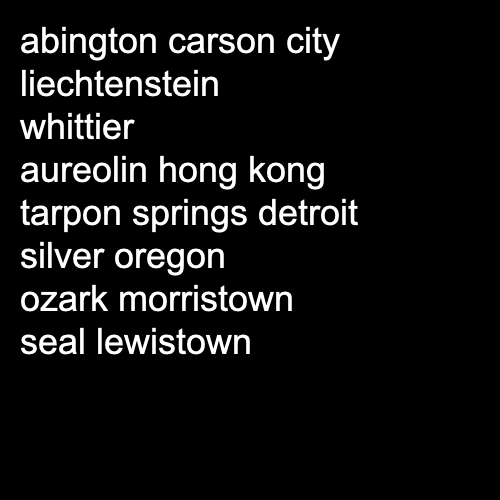 abington carson city
liechtenstein
whittier
aureolin hong kong
tarpon springs detroit
silver oregon
ozark morristown
seal lewistown